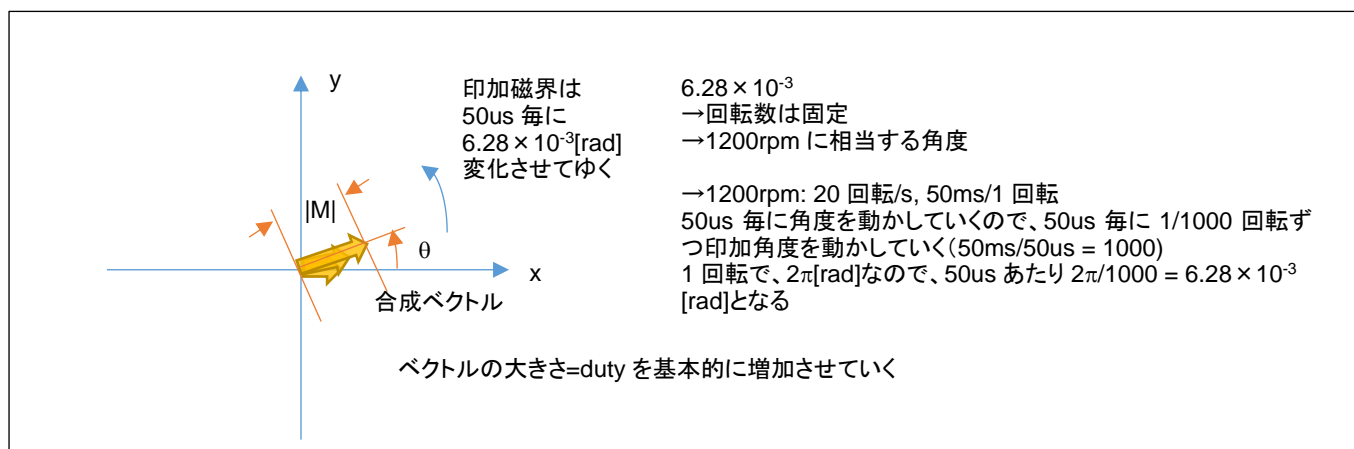 y
印加磁界は
50us 毎に
6.28×10-3[rad]
変化させてゆく
6.28×10-3
→回転数は固定
→1200rpm に相当する角度
→1200rpm: 20 回転/s, 50ms/1 回転
50us 毎に角度を動かしていくので、50us 毎に 1/1000 回転ず
つ印加角度を動かしていく(50ms/50us = 1000)
1 回転で、2π[rad]なので、50us あたり 2π/1000 = 6.28×10-3
[rad]となる
|M|
θ
x
合成ベクトル
ベクトルの大きさ=duty を基本的に増加させていく